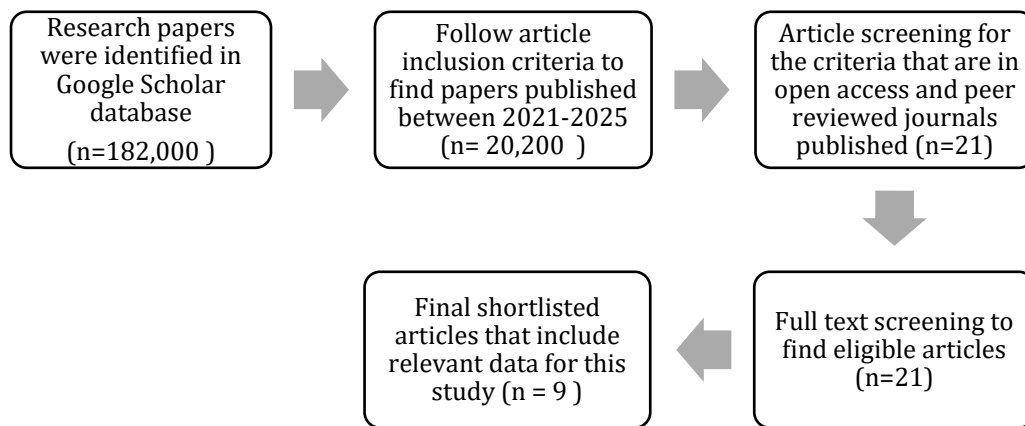 Research papers
were identified in
Google Scholar
database
(n=182,000 )
Follow article
inclusion criteria to
find papers published
between 2021-2025
(n= 20,200 )
Article screening for
the criteria that are in
open access and peer
reviewed journals
published (n=21)
Full text screening to
find eligible articles
(n=21)
Final shortlisted
articles that include
relevant data for this
study (n = 9 )